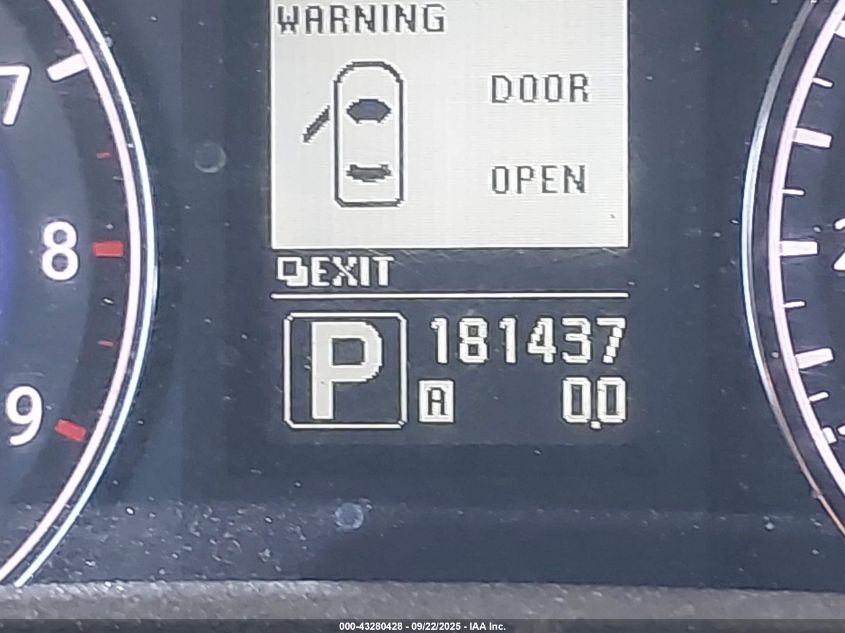 WARNING
DOOR
OPEN
EXIT
P
181437
A 0.0
7
8
9
000-43280428 - 09/22/2025 - IAA Inc.